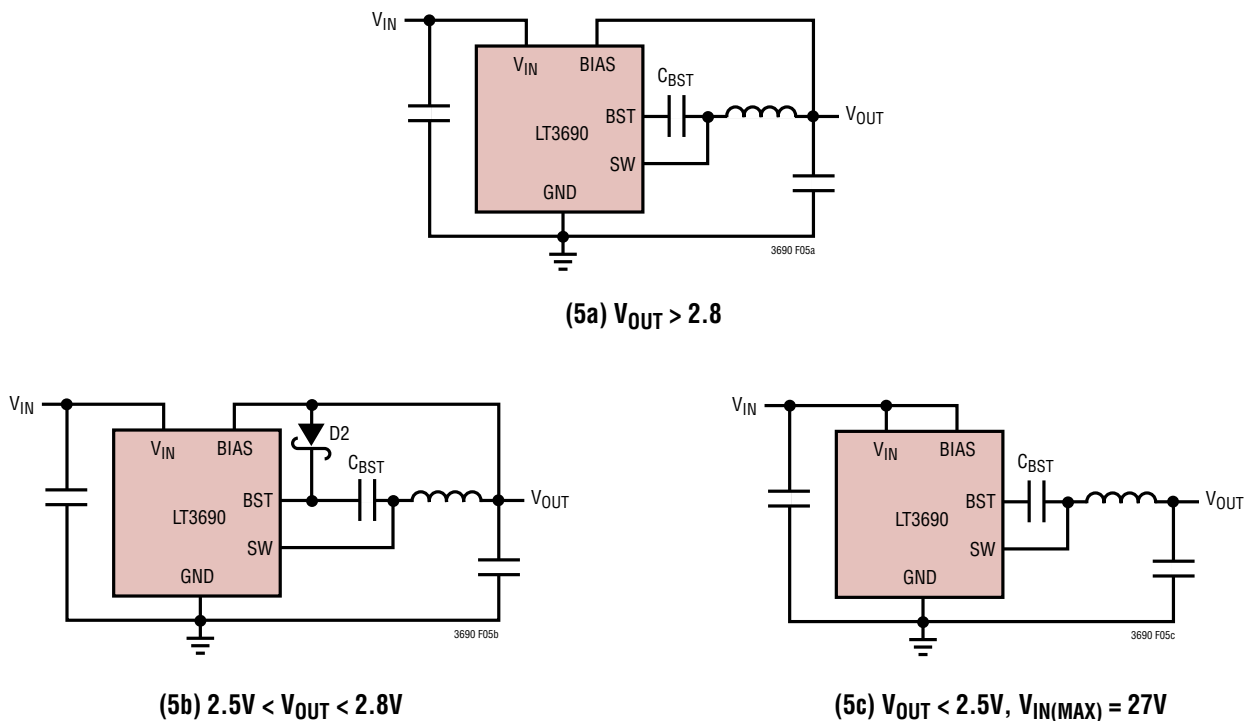 VIN
VIN BIAS
CBST
BST
VOUT
LT3690
SW
GND
3690 F05a
(5a) VOUT > 2.8
VIN
VIN BIAS
D2
CBST
BST
VOUT
LT3690
SW
GND
3690 F05b
(5b) 2.5V < VOUT < 2.8V
VIN
VIN BIAS
CBST
BST
VOUT
LT3690
SW
GND
3690 F05c
(5c) VOUT < 2.5V, VIN(MAX) = 27V